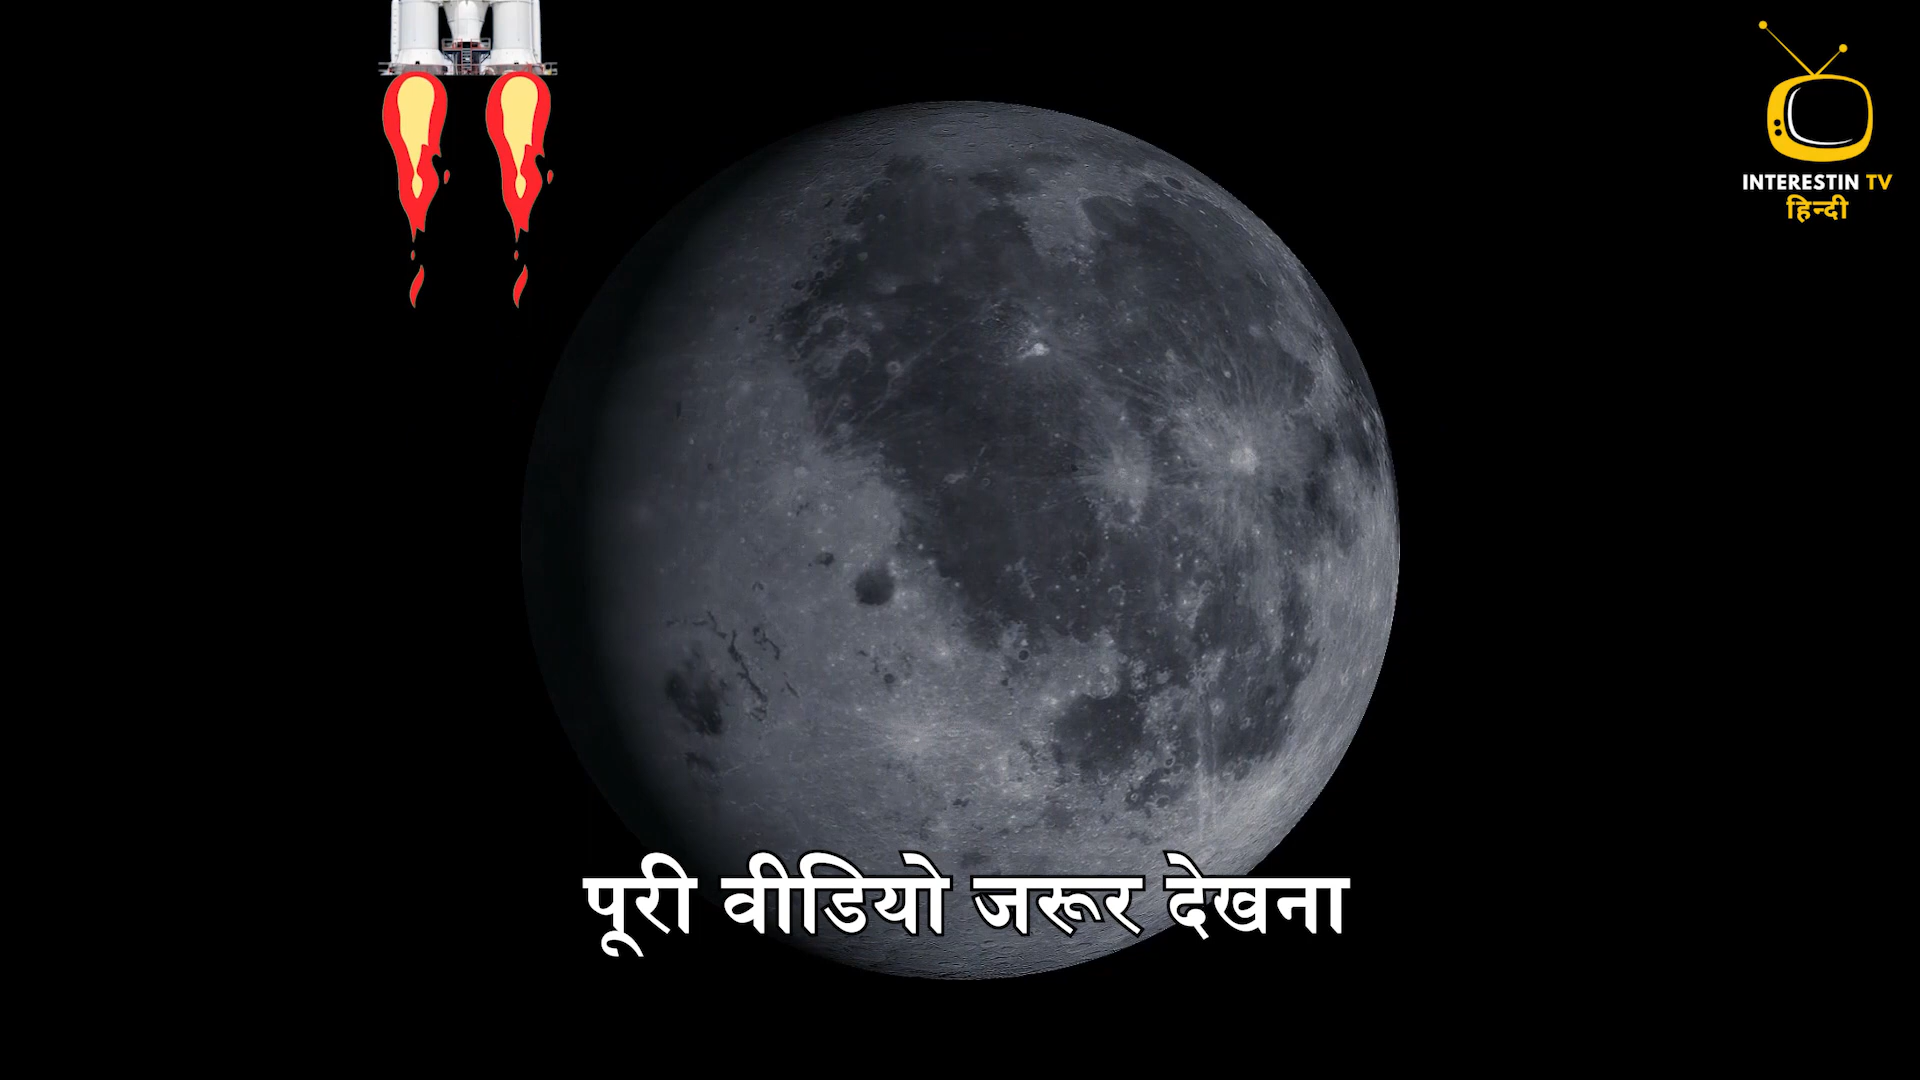 INTERESTIN TV
हिन्दी
पूरी वीडियो जरूर देखना